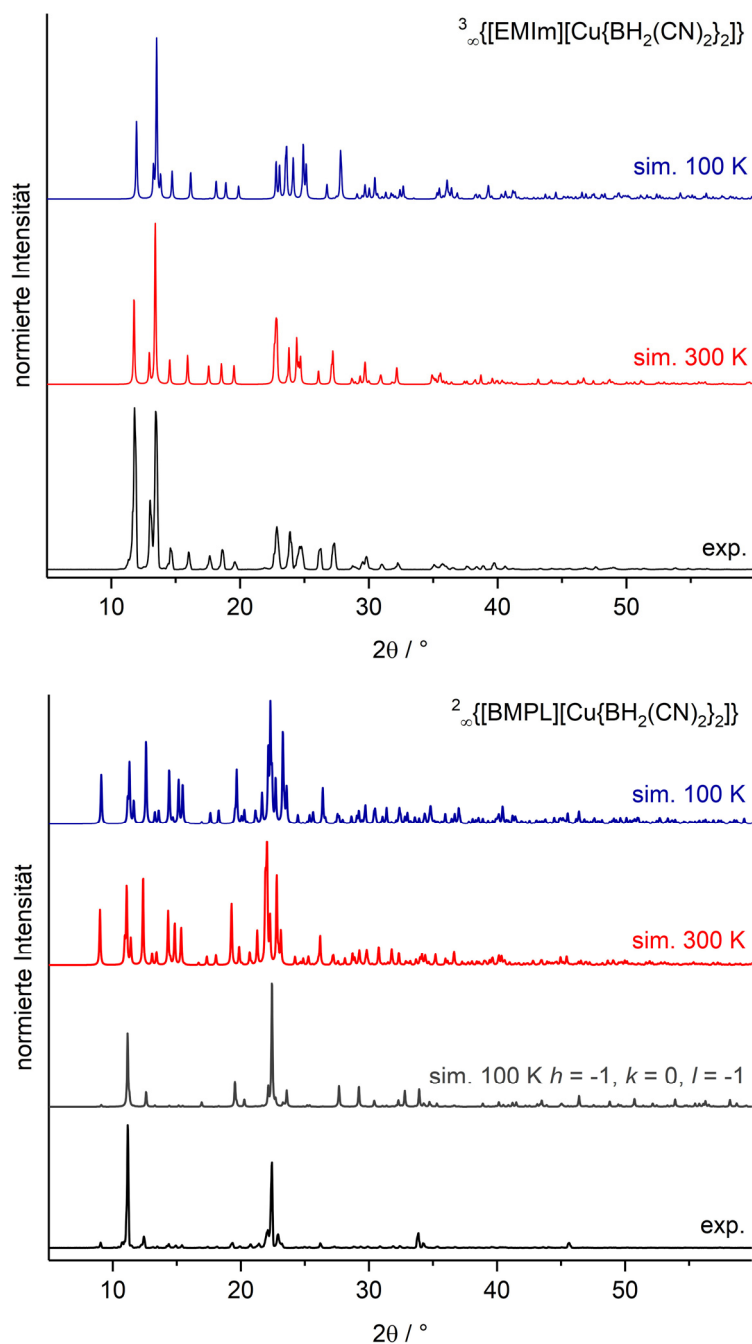 ³∞{[EMIm][Cu{BH₂(CN)₂}₂]}
sim. 100 K
sim. 300 K
exp.
normierte Intensität
10 20 30 40 50
2θ / °
²∞{[BMPL][Cu{BH₂(CN)₂}₂]}
sim. 100 K
sim. 300 K
sim. 100 K h = -1, k = 0, l = -1
exp.
normierte Intensität
10 20 30 40 50
2θ / °